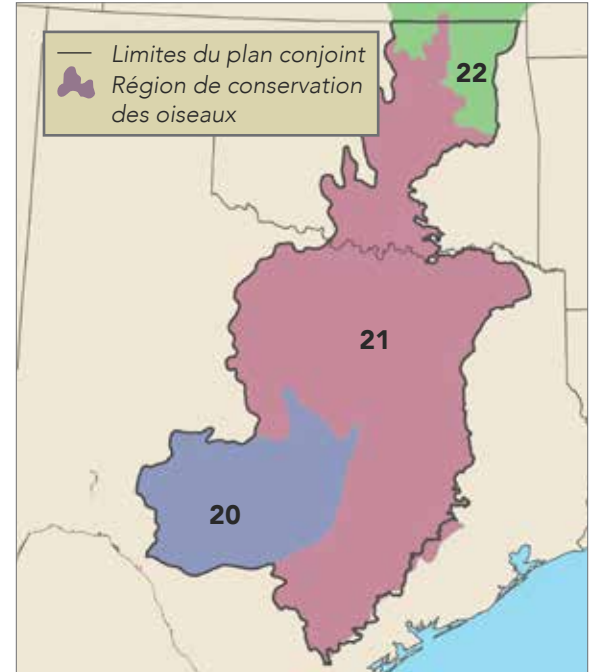 Limites du plan conjoint
Région de conservation
des oiseaux
22
21
20